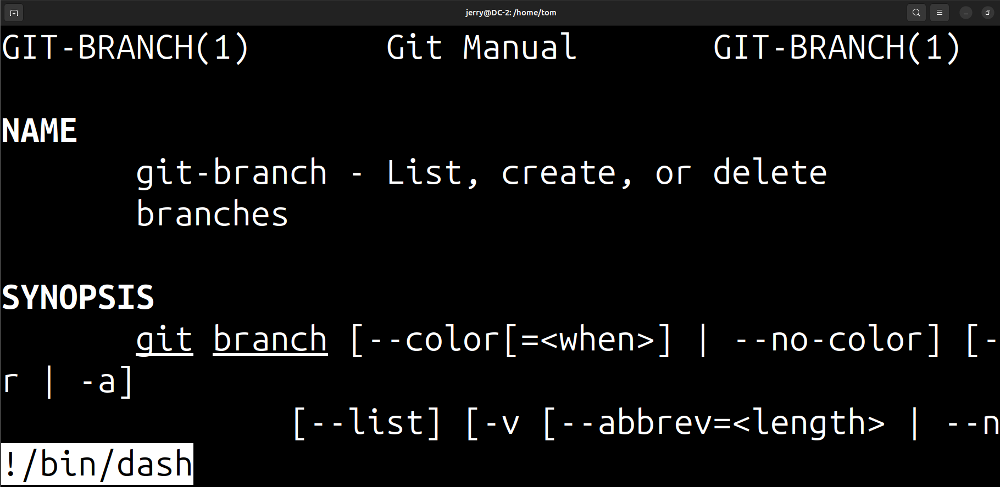 jerry@DC-2: /home/tom
GIT-BRANCH(1) Git Manual GIT-BRANCH(1)
NAME
git-branch - List, create, or delete
branches
SYNOPSIS
git branch [--color[=<when>] | --no-color] [-
r | -a]
[--list] [-v [--abbrev=<length> | --n
!/bin/dash